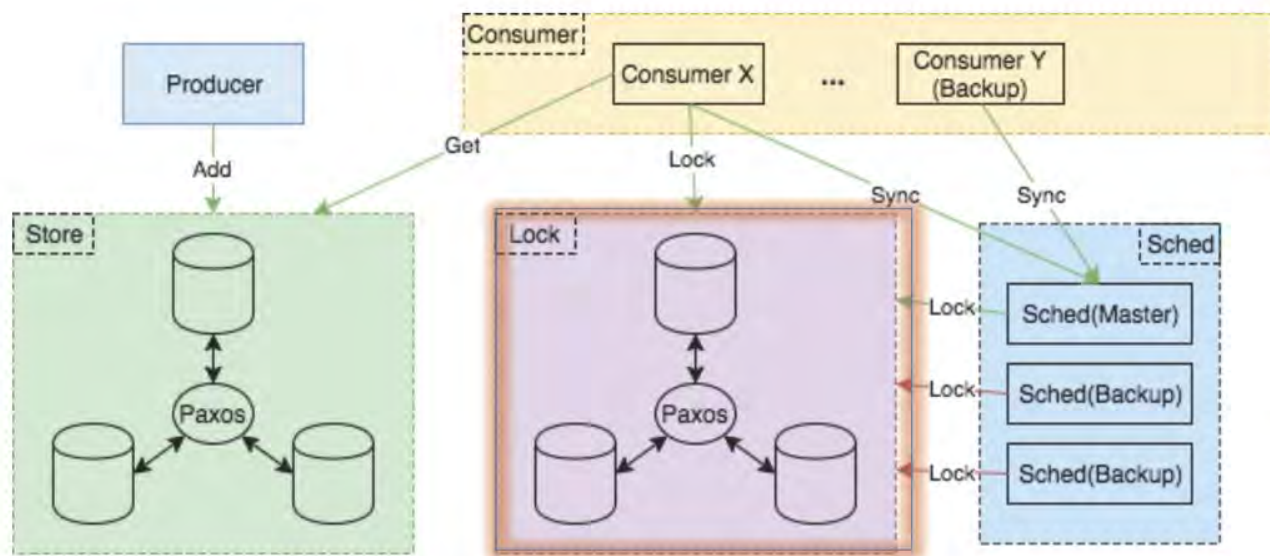 Consumer
Producer
Consumer X
...
Consumer Y
(Backup)
Get
Lock
Add
Sync
Sync
Store
Lock
Sched
Lock
Sched(Master)
Lock
Sched(Backup)
Paxos
Paxos
Lock
Sched(Backup)